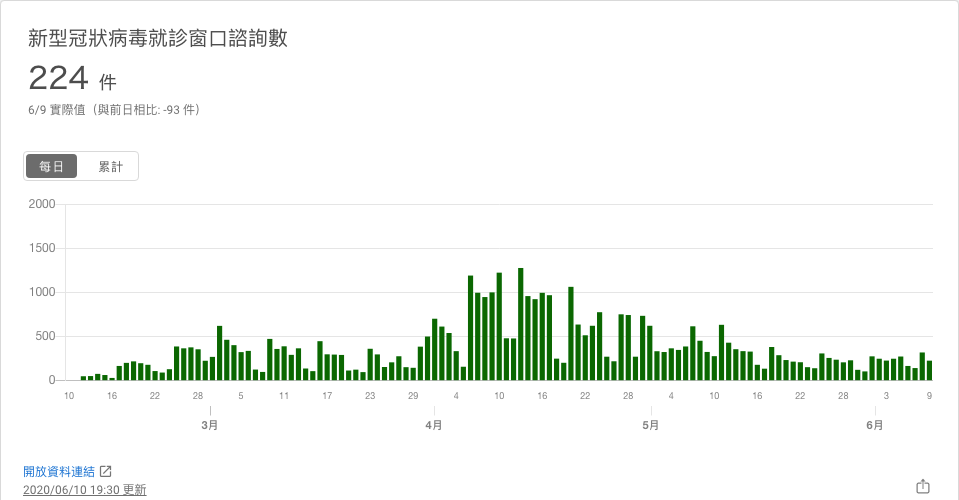 新型冠狀病毒就診窗口諮詢數
224 件
6/9 實際值（與前日相比: -93 件）
每日 累計
2000
1500
1000
500
0
10 16 22 28 5 11 17 23 29 4 10 16 22 28 4 10 16 22 28 3 9
3月 4月 5月 6月
開放資料連結
2020/06/10 19:30 更新